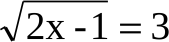 √(2x - 1) = 3